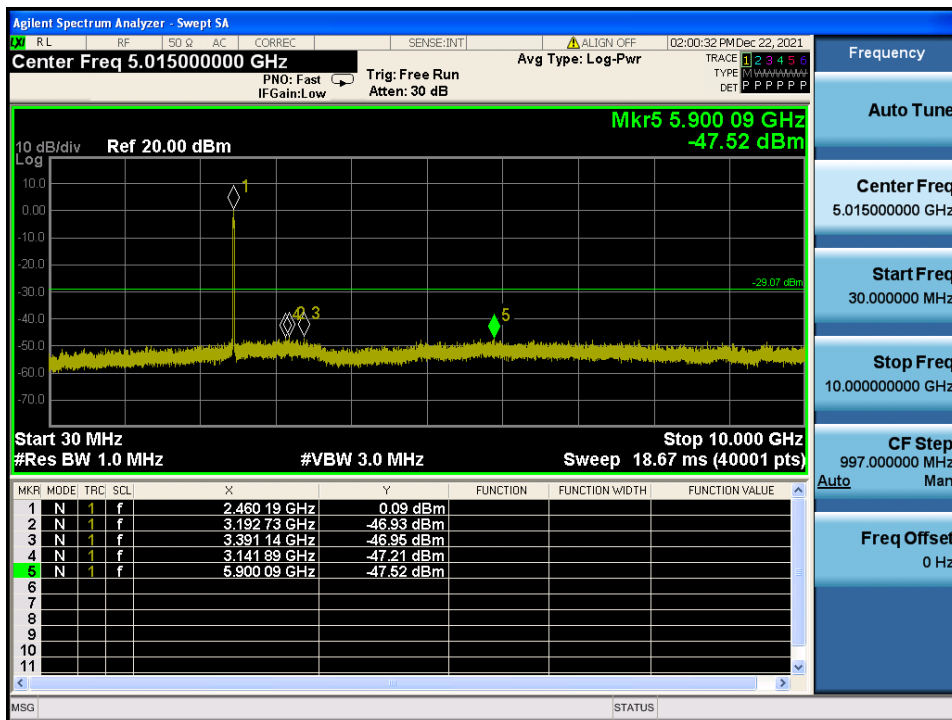 Agilent Spectrum Analyzer - Swept SA
LXI RL RF 50 Ω AC CORREC SENSE:INT ALIGN OFF 02:00:32 PM Dec 22, 2021
Center Freq 5.015000000 GHz
PNO: Fast
IFGain:Low
Trig: Free Run
Atten: 30 dB
Avg Type: Log-Pwr
TRACE 1 2 3 4 5 6
TYPE M W W W W W
DET P P P P P P
Mkr5 5.900 09 GHz
-47.52 dBm
10 dB/div Ref 20.00 dBm
Log
10.0
0.00
-10.0
-20.0
-30.0
-40.0
-50.0
-60.0
-70.0
1
4 2 3
5
-29.07 dBm
Start 30 MHz Stop 10.000 GHz
#Res BW 1.0 MHz #VBW 3.0 MHz Sweep 18.67 ms (40001 pts)
MKR MODE TRC SCL X Y FUNCTION FUNCTION WIDTH FUNCTION VALUE
1 N 1 f 2.460 19 GHz 0.09 dBm
2 N 1 f 3.192 73 GHz -46.93 dBm
3 N 1 f 3.391 14 GHz -46.95 dBm
4 N 1 f 3.141 89 GHz -47.21 dBm
5 N 1 f 5.900 09 GHz -47.52 dBm
6
7
8
9
10
11
MSG STATUS
Frequency
Auto Tune
Center Freq
5.015000000 GHz
Start Freq
30.000000 MHz
Stop Freq
10.000000000 GHz
CF Step
997.000000 MHz
Auto Man
Freq Offset
0 Hz